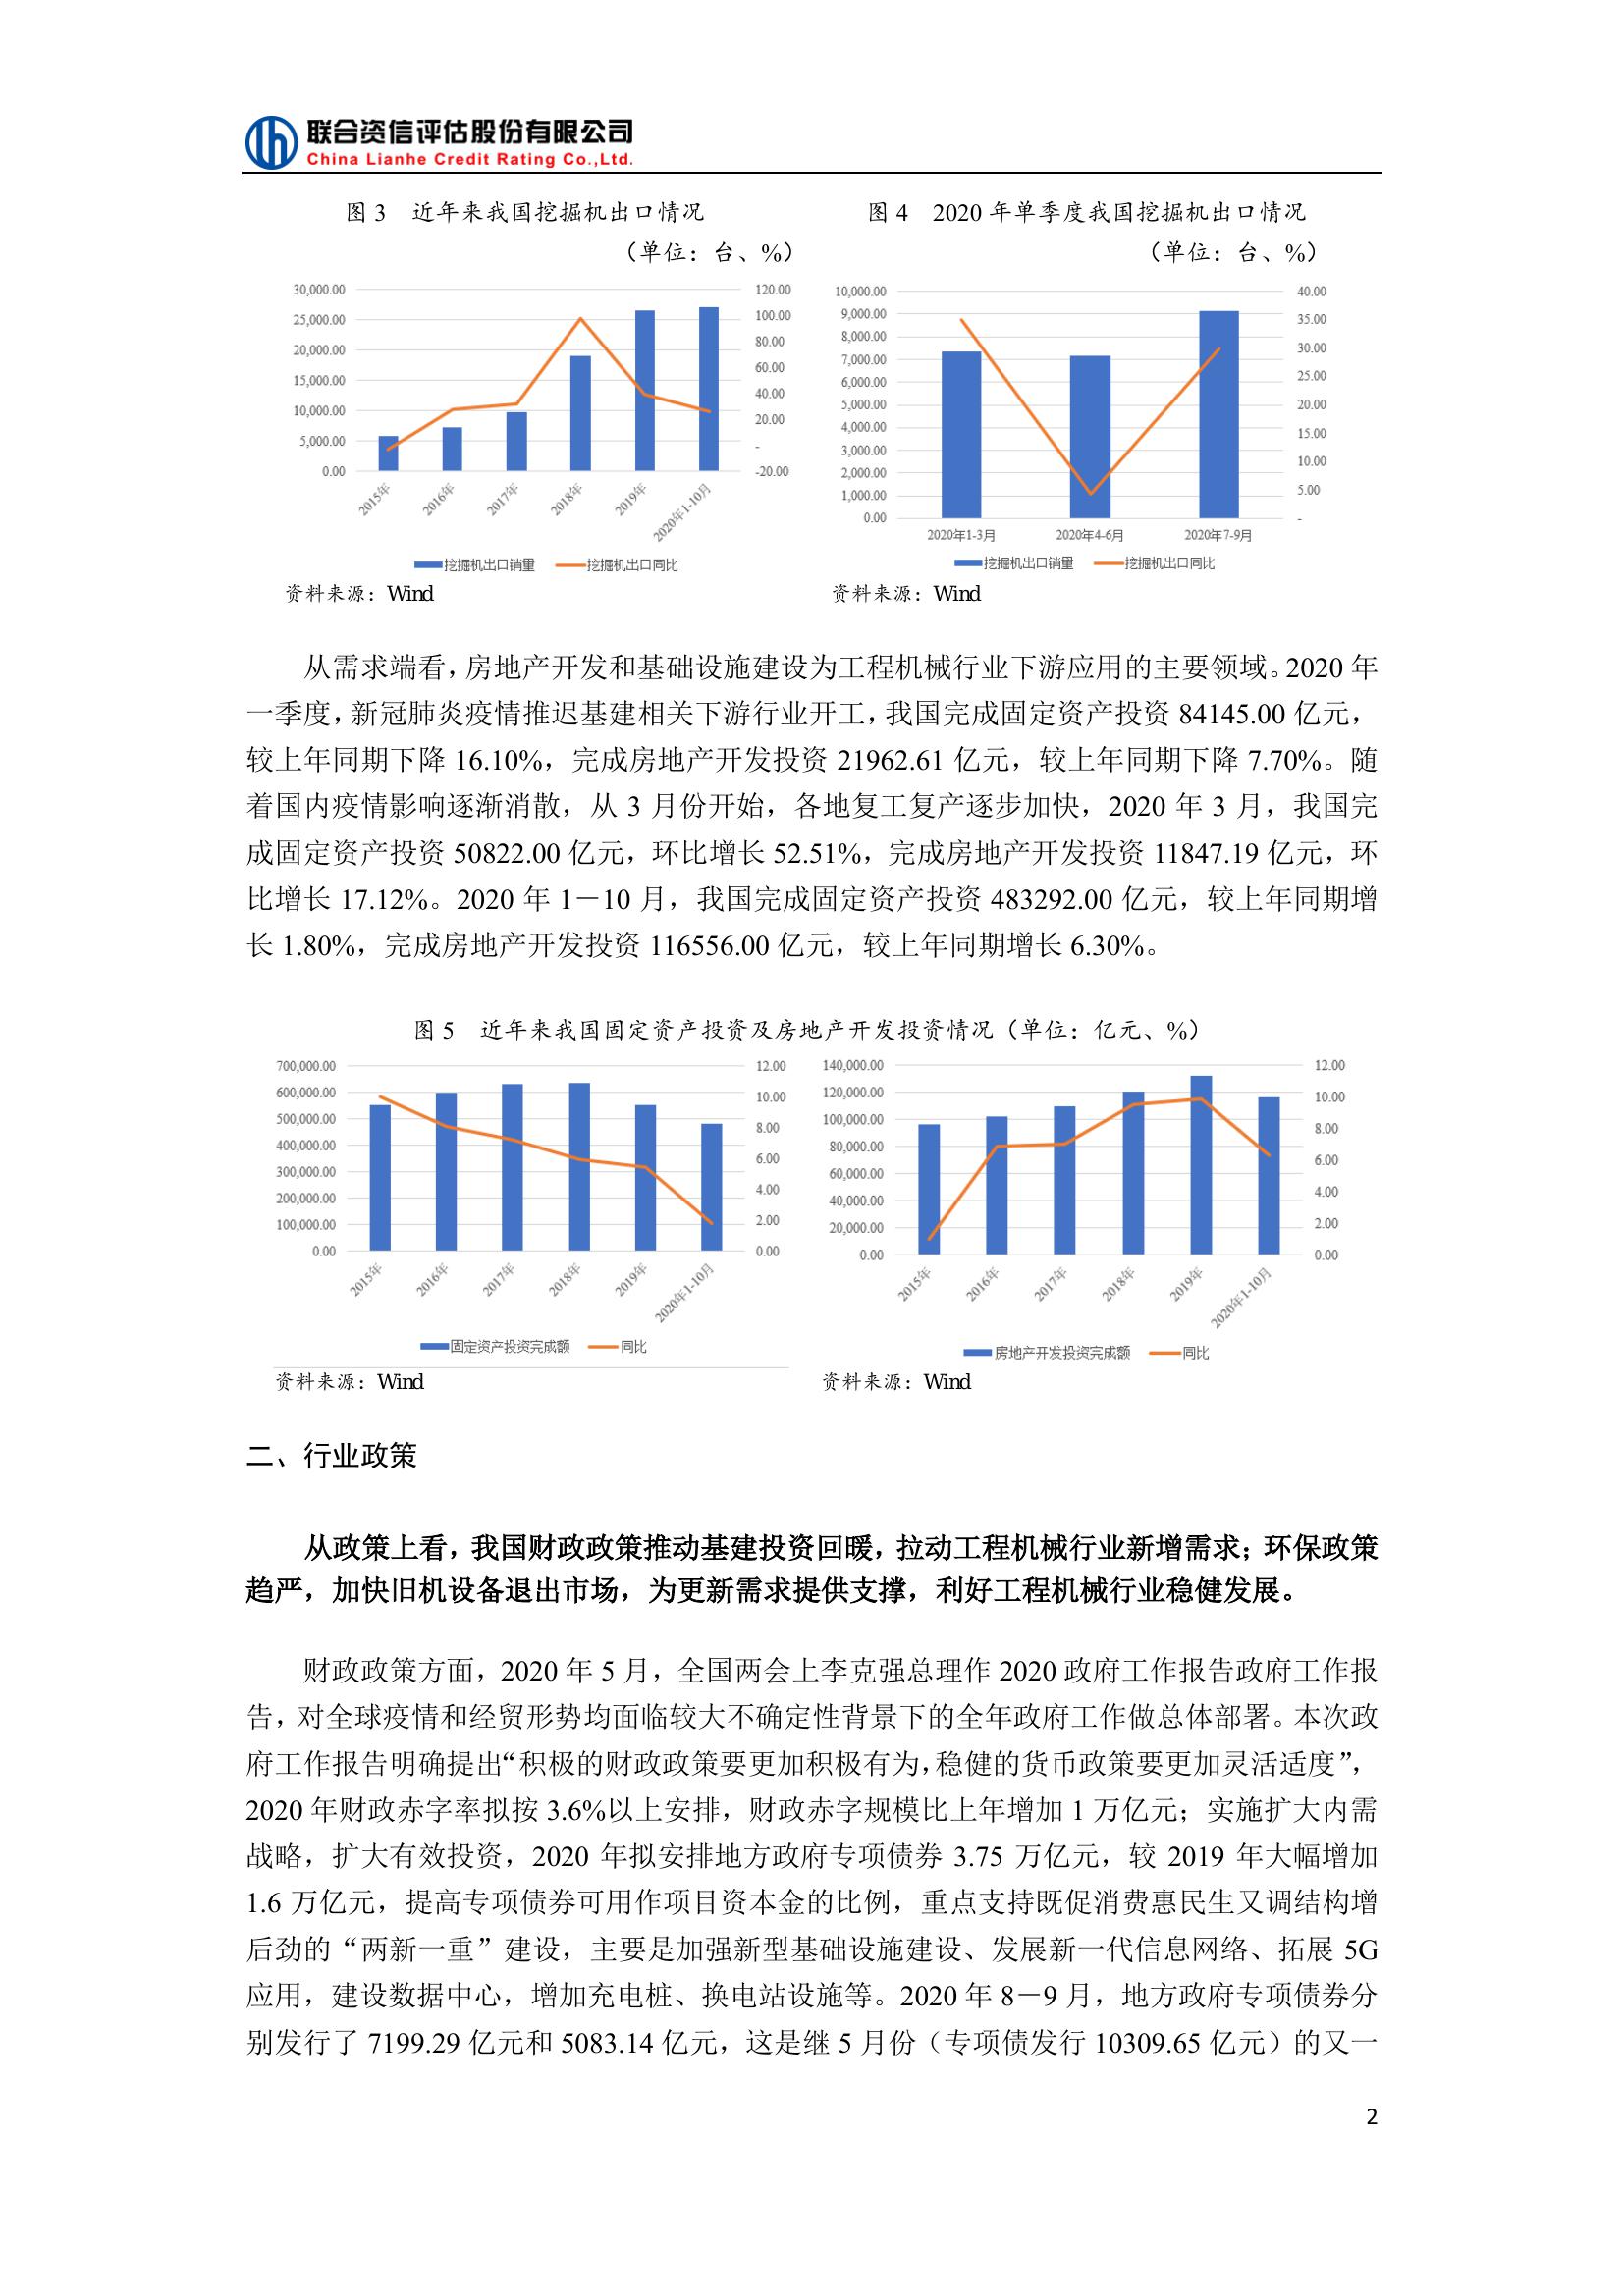 联合资信评估股份有限公司
China Lianhe Credit Rating Co.,Ltd.
图 3　近年来我国挖掘机出口情况
（单位：台、%）
30,000.00
25,000.00
20,000.00
15,000.00
10,000.00
5,000.00
0.00
120.00
100.00
80.00
60.00
40.00
20.00
-
-20.00
2015年
2016年
2017年
2018年
2019年
2020年1-10月
挖掘机出口销量 挖掘机出口同比
资料来源：Wind
图 4　2020 年单季度我国挖掘机出口情况
（单位：台、%）
10,000.00
9,000.00
8,000.00
7,000.00
6,000.00
5,000.00
4,000.00
3,000.00
2,000.00
1,000.00
0.00
40.00
35.00
30.00
25.00
20.00
15.00
10.00
5.00
-
2020年1-3月 2020年4-6月 2020年7-9月
挖掘机出口销量 挖掘机出口同比
资料来源：Wind
从需求端看，房地产开发和基础设施建设为工程机械行业下游应用的主要领域。2020 年
一季度，新冠肺炎疫情推迟基建相关下游行业开工，我国完成固定资产投资 84145.00 亿元，
较上年同期下降 16.10%，完成房地产开发投资 21962.61 亿元，较上年同期下降 7.70%。随
着国内疫情影响逐渐消散，从 3 月份开始，各地复工复产逐步加快，2020 年 3 月，我国完
成固定资产投资 50822.00 亿元，环比增长 52.51%，完成房地产开发投资 11847.19 亿元，环
比增长 17.12%。2020 年 1－10 月，我国完成固定资产投资 483292.00 亿元，较上年同期增
长 1.80%，完成房地产开发投资 116556.00 亿元，较上年同期增长 6.30%。
图 5　近年来我国固定资产投资及房地产开发投资情况（单位：亿元、%）
700,000.00
600,000.00
500,000.00
400,000.00
300,000.00
200,000.00
100,000.00
0.00
12.00
10.00
8.00
6.00
4.00
2.00
0.00
2015年
2016年
2017年
2018年
2019年
2020年1-10月
固定资产投资完成额 同比
资料来源：Wind
140,000.00
120,000.00
100,000.00
80,000.00
60,000.00
40,000.00
20,000.00
0.00
12.00
10.00
8.00
6.00
4.00
2.00
0.00
2015年
2016年
2017年
2018年
2019年
2020年1-10月
房地产开发投资完成额 同比
资料来源：Wind
二、行业政策
从政策上看，我国财政政策推动基建投资回暖，拉动工程机械行业新增需求；环保政策
趋严，加快旧机设备退出市场，为更新需求提供支撑，利好工程机械行业稳健发展。
财政政策方面，2020 年 5 月，全国两会上李克强总理作 2020 政府工作报告政府工作报
告，对全球疫情和经贸形势均面临较大不确定性背景下的全年政府工作做总体部署。本次政
府工作报告明确提出“积极的财政政策要更加积极有为，稳健的货币政策要更加灵活适度”，
2020 年财政赤字率拟按 3.6%以上安排，财政赤字规模比上年增加 1 万亿元；实施扩大内需
战略，扩大有效投资，2020 年拟安排地方政府专项债券 3.75 万亿元，较 2019 年大幅增加
1.6 万亿元，提高专项债券可用作项目资本金的比例，重点支持既促消费惠民生又调结构增
后劲的“两新一重”建设，主要是加强新型基础设施建设、发展新一代信息网络、拓展 5G
应用，建设数据中心，增加充电桩、换电站设施等。2020 年 8－9 月，地方政府专项债券分
别发行了 7199.29 亿元和 5083.14 亿元，这是继 5 月份（专项债发行 10309.65 亿元）的又一
2